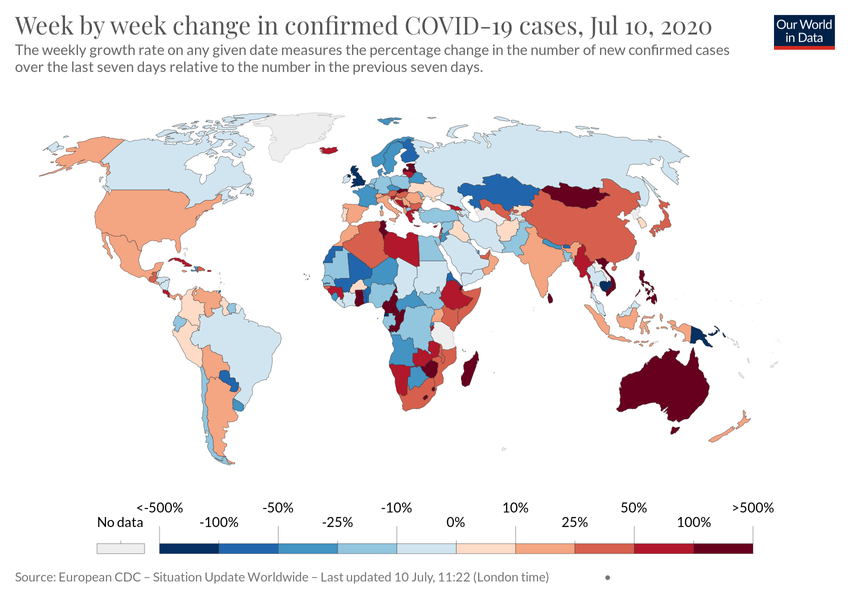 Week by week change in confirmed COVID-19 cases, Jul 10, 2020
Our World
in Data
The weekly growth rate on any given date measures the percentage change in the number of new confirmed cases
over the last seven days relative to the number in the previous seven days.
<-500% -50% -10% 10% 50% >500%
No data -100% -25% 0% 25% 100%
Source: European CDC – Situation Update Worldwide – Last updated 10 July, 11:22 (London time) •